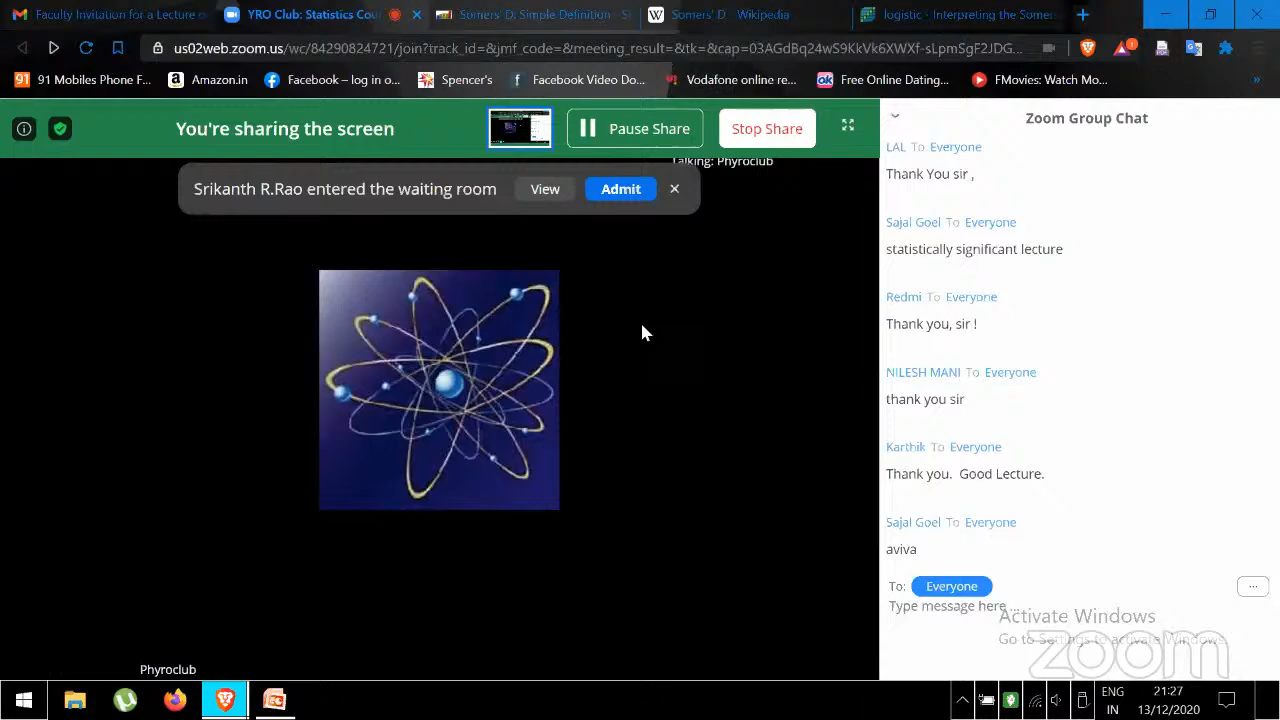 Faculty Invitation for a Lecture o
YRO Club: Statistics Cou
Somers' D: Simple Definition - S
Somers' D - Wikipedia
logistic - Interpreting the Somers
us02web.zoom.us/wc/84290824721/join?track_id=&jmf_code=&meeting_result=&tk=&cap=03AGdBq24wS9KkVk6XWXf-sLpmSgF2JDG...
91 Mobiles Phone F...
Amazon.in
Facebook – log in o...
Spencer's
Facebook Video Do...
Vodafone online re...
Free Online Dating...
FMovies: Watch Mo...
You're sharing the screen
Pause Share
Stop Share
Talking: Phyroclub
Srikanth R.Rao entered the waiting room
View
Admit
Phyroclub
Zoom Group Chat
LAL To Everyone
Thank You sir ,
Sajal Goel To Everyone
statistically significant lecture
Redmi To Everyone
Thank you, sir !
NILESH MANI To Everyone
thank you sir
Karthik To Everyone
Thank you. Good Lecture.
Sajal Goel To Everyone
aviva
To: Everyone
Type message here ...
Activate Windows
Go to Settings to activate Windows.
zoom
ENG
IN
21:27
13/12/2020